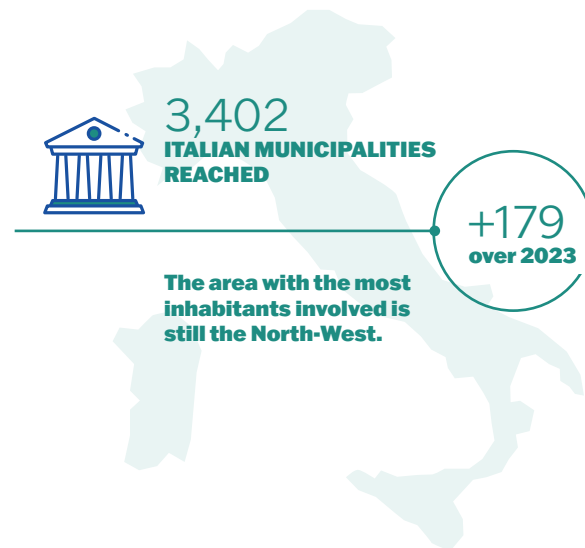 3,402
ITALIAN MUNICIPALITIES
REACHED
+179
over 2023
The area with the most
inhabitants involved is
still the North-West.